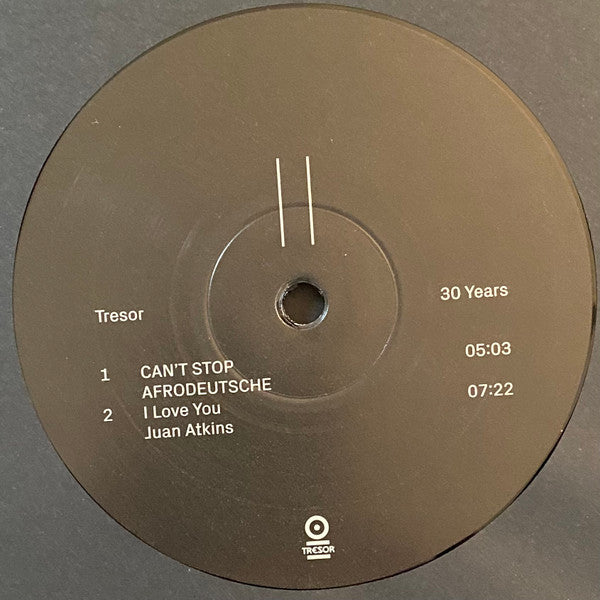 Tresor
30 Years
1 CAN'T STOP 05:03
AFRODEUTSCHE
2 I Love You 07:22
Juan Atkins
TRESOR